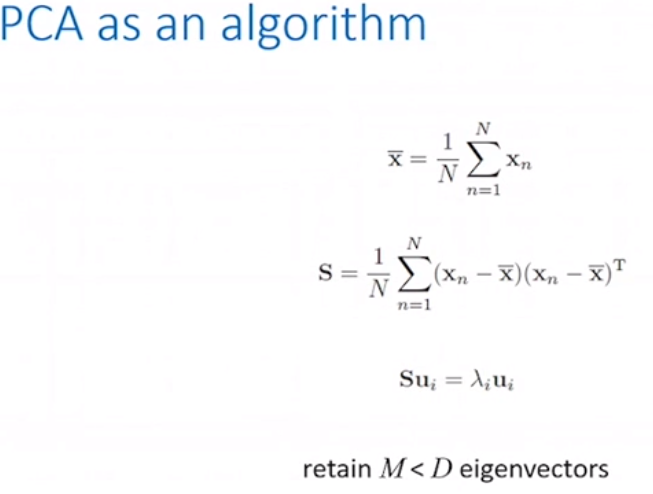 PCA as an algorithm
$\overline{\mathbf{x}} = \frac{1}{N} \sum_{n=1}^{N} \mathbf{x}_n$
$\mathbf{S} = \frac{1}{N} \sum_{n=1}^{N} (\mathbf{x}_n - \overline{\mathbf{x}})(\mathbf{x}_n - \overline{\mathbf{x}})^{\mathrm{T}}$
$\mathbf{S}\mathbf{u}_i = \lambda_i \mathbf{u}_i$
retain $M < D$ eigenvectors